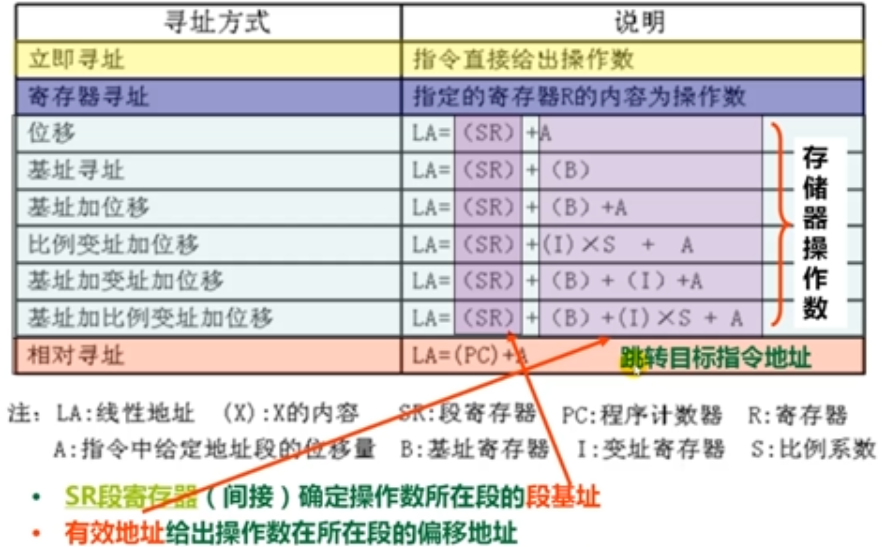 寻址方式 说明
立即寻址 指令直接给出操作数
寄存器寻址 指定的寄存器R的内容为操作数
位移 LA=（SR）+A
基址寻址 LA=（SR）+（B）
基址加位移 LA=（SR）+（B）+A
比例变址加位移 LA=（SR）+(I)×S + A
基址加变址加位移 LA=（SR）+（B）+（I）+A
基址加比例变址加位移 LA=（SR）+（B）+(I)×S + A
存储器操作数
相对寻址 LA=(PC)+A 跳转目标指令地址
注：LA:线性地址 (X):X的内容 SR:段寄存器 PC:程序计数器 R:寄存器
A:指令中给定地址段的位移量 B:基址寄存器 I:变址寄存器 S:比例系数
• SR段寄存器（间接）确定操作数所在段的段基址
• 有效地址给出操作数在所在段的偏移地址